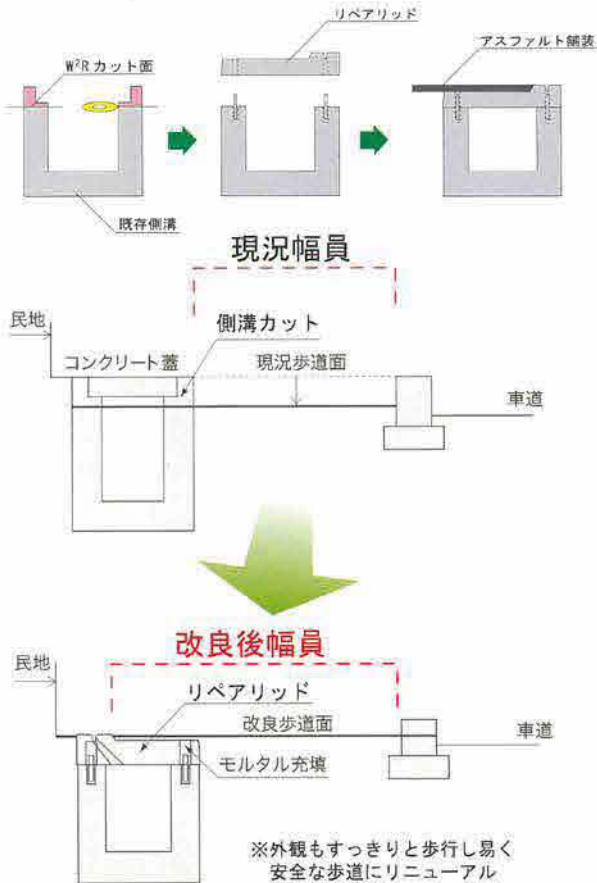 リペアリッド
アスファルト舗装
W²Rカット面
既存側溝
現況幅員
民地
側溝カット
コンクリート蓋
現況歩道面
車道
改良後幅員
民地
リペアリッド
改良歩道面
車道
モルタル充填
※外観もすっきりと歩行し易く
安全な歩道にリニューアル